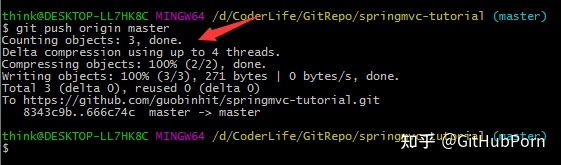 think@DESKTOP-LL7HK8C MINGW64 /d/CoderLife/GitRepo/springmvc-tutorial (master)
$ git push origin master
Counting objects: 3, done.
Delta compression using up to 4 threads.
Compressing objects: 100% (2/2), done.
Writing objects: 100% (3/3), 271 bytes | 0 bytes/s, done.
Total 3 (delta 0), reused 0 (delta 0)
To https://github.com/guobinhit/springmvc-tutorial.git
   8343c9b..666c74c  master -> master
think@DESKTOP-LL7HK8C MINGW64 /d/CoderLife/GitRepo/springmvc-tutorial (master)
$
知乎 @GitHubPorn